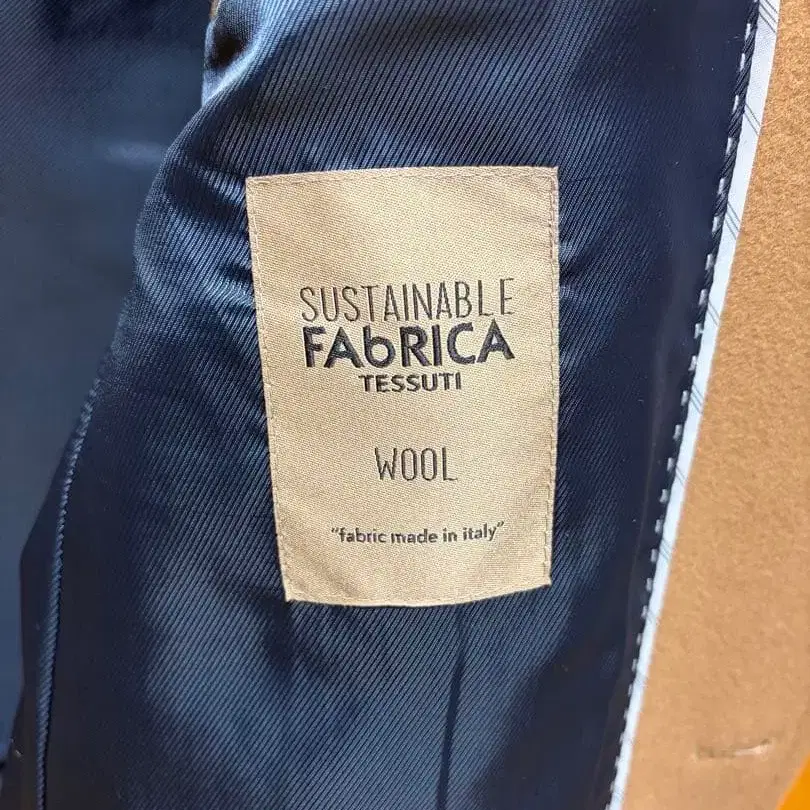 SUSTAINABLE
FAbRICA
TESSUTI
WOOL
"fabric made in italy"